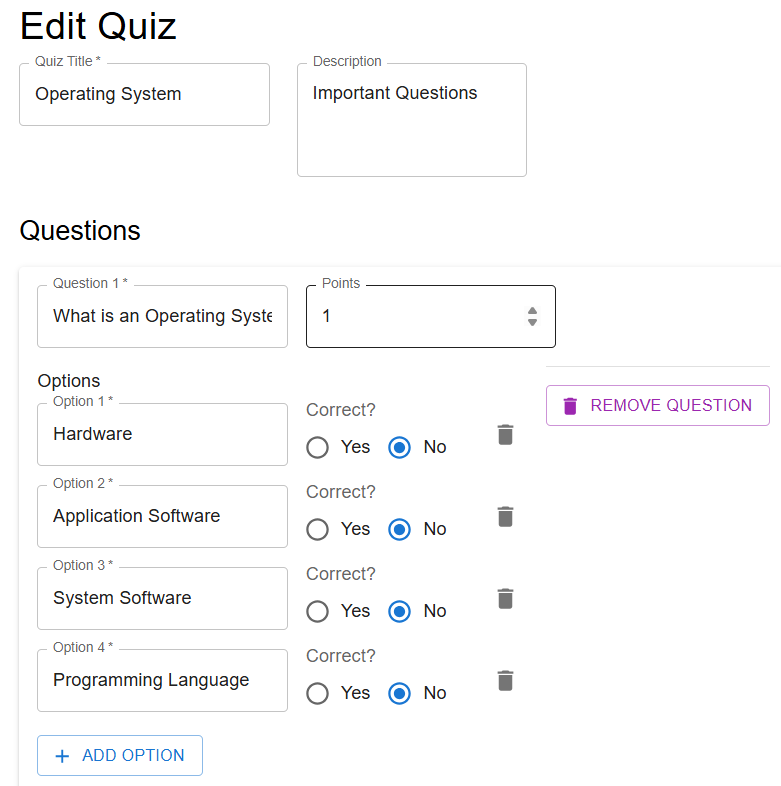 Edit Quiz
Quiz Title *
Operating System
Description
Important Questions
Questions
Question 1 *
What is an Operating Syste
Points
1
Options
REMOVE QUESTION
Option 1 *
Hardware
Correct?
Yes No
Option 2 *
Application Software
Correct?
Yes No
Option 3 *
System Software
Correct?
Yes No
Option 4 *
Programming Language
Correct?
Yes No
+ ADD OPTION